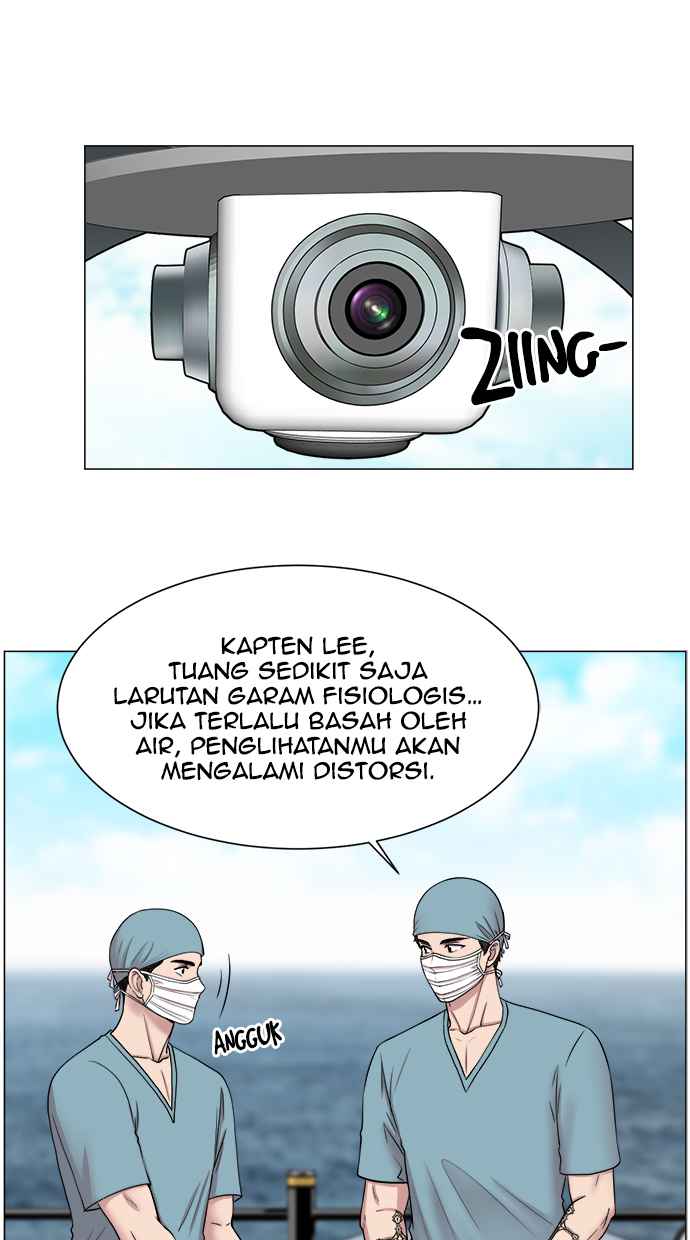 ZIING-
KAPTEN LEE,
TUANG SEDIKIT SAJA
LARUTAN GARAM FISIOLOGIS...
JIKA TERLALU BASAH OLEH
AIR, PENGLIHATANMU AKAN
MENGALAMI DISTORSI.
ANGGUK